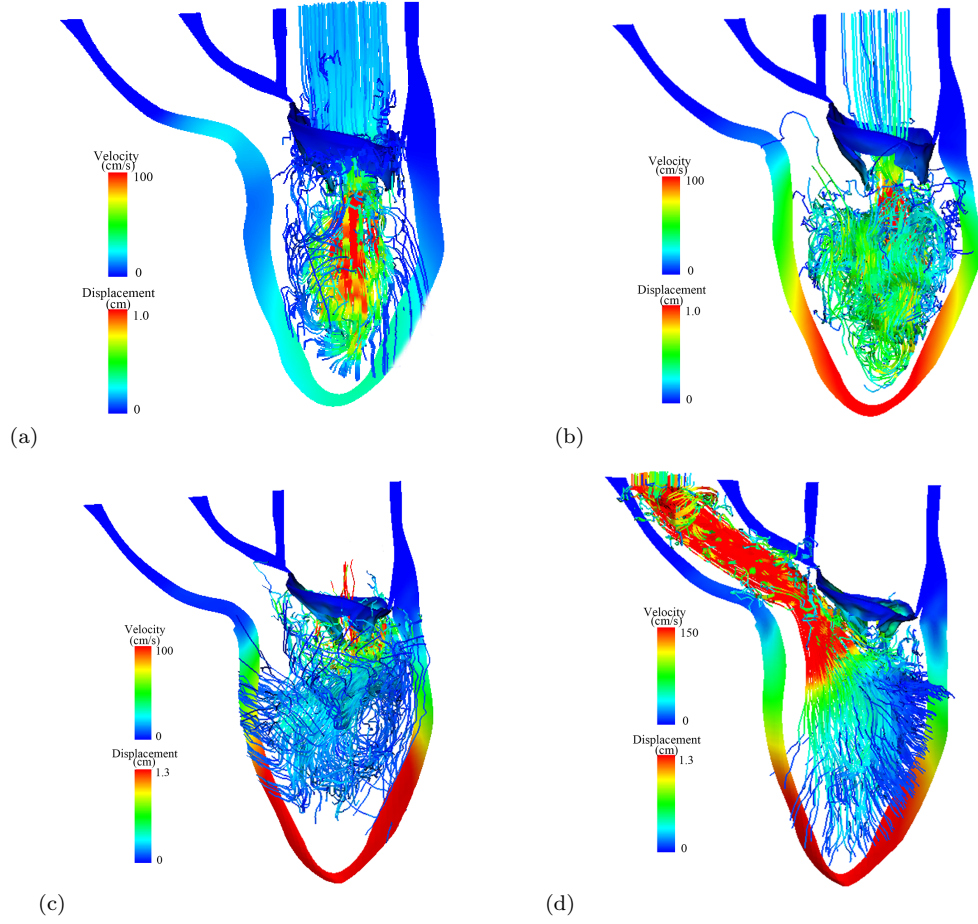 Velocity
(cm/s)
100
0
Displacement
(cm)
1.0
0
(a)
Velocity
(cm/s)
100
0
Displacement
(cm)
1.0
0
(b)
Velocity
(cm/s)
100
0
Displacement
(cm)
1.3
0
(c)
Velocity
(cm/s)
150
0
Displacement
(cm)
1.3
0
(d)